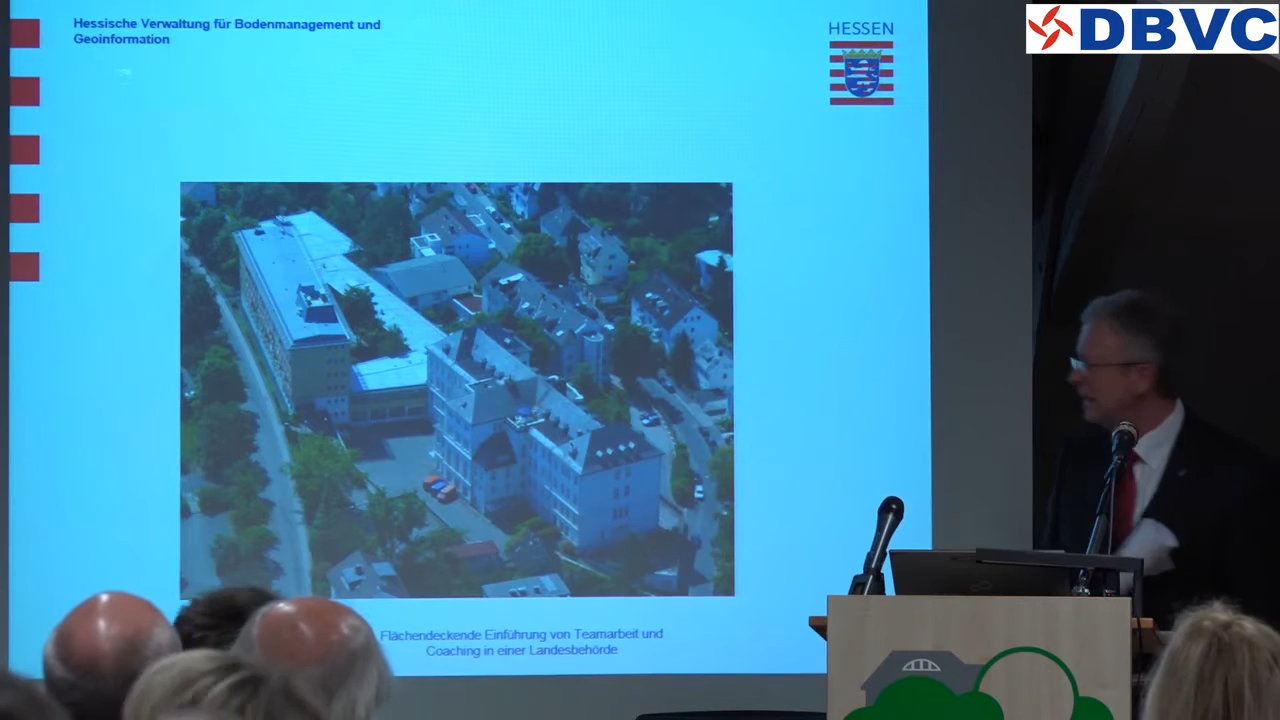 Hessische Verwaltung für Bodenmanagement und
Geoinformation
HESSEN
DBVC
Flächendeckende Einführung von Teamarbeit und
Coaching in einer Landesbehörde